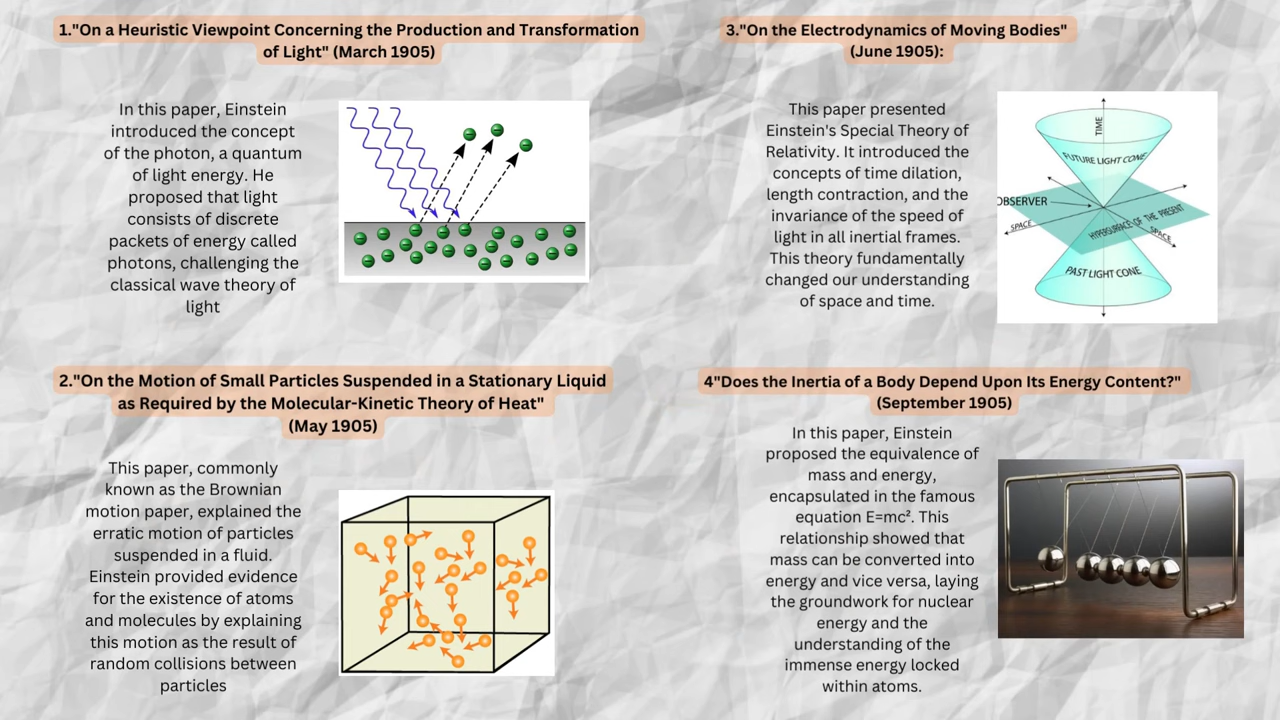 1."On a Heuristic Viewpoint Concerning the Production and Transformation
of Light" (March 1905)
In this paper, Einstein
introduced the concept
of the photon, a quantum
of light energy. He
proposed that light
consists of discrete
packets of energy called
photons, challenging the
classical wave theory of
light
2."On the Motion of Small Particles Suspended in a Stationary Liquid
as Required by the Molecular-Kinetic Theory of Heat"
(May 1905)
This paper, commonly
known as the Brownian
motion paper, explained the
erratic motion of particles
suspended in a fluid.
Einstein provided evidence
for the existence of atoms
and molecules by explaining
this motion as the result of
random collisions between
particles
3."On the Electrodynamics of Moving Bodies"
(June 1905):
This paper presented
Einstein's Special Theory of
Relativity. It introduced the
concepts of time dilation,
length contraction, and the
invariance of the speed of
light in all inertial frames.
This theory fundamentally
changed our understanding
of space and time.
TIME
FUTURE LIGHT CONE
OBSERVER
SPACE
HYPERSURFACE OF THE PRESENT
SPACE
PAST LIGHT CONE
4"Does the Inertia of a Body Depend Upon Its Energy Content?"
(September 1905)
In this paper, Einstein
proposed the equivalence of
mass and energy,
encapsulated in the famous
equation E=mc². This
relationship showed that
mass can be converted into
energy and vice versa, laying
the groundwork for nuclear
energy and the
understanding of the
immense energy locked
within atoms.